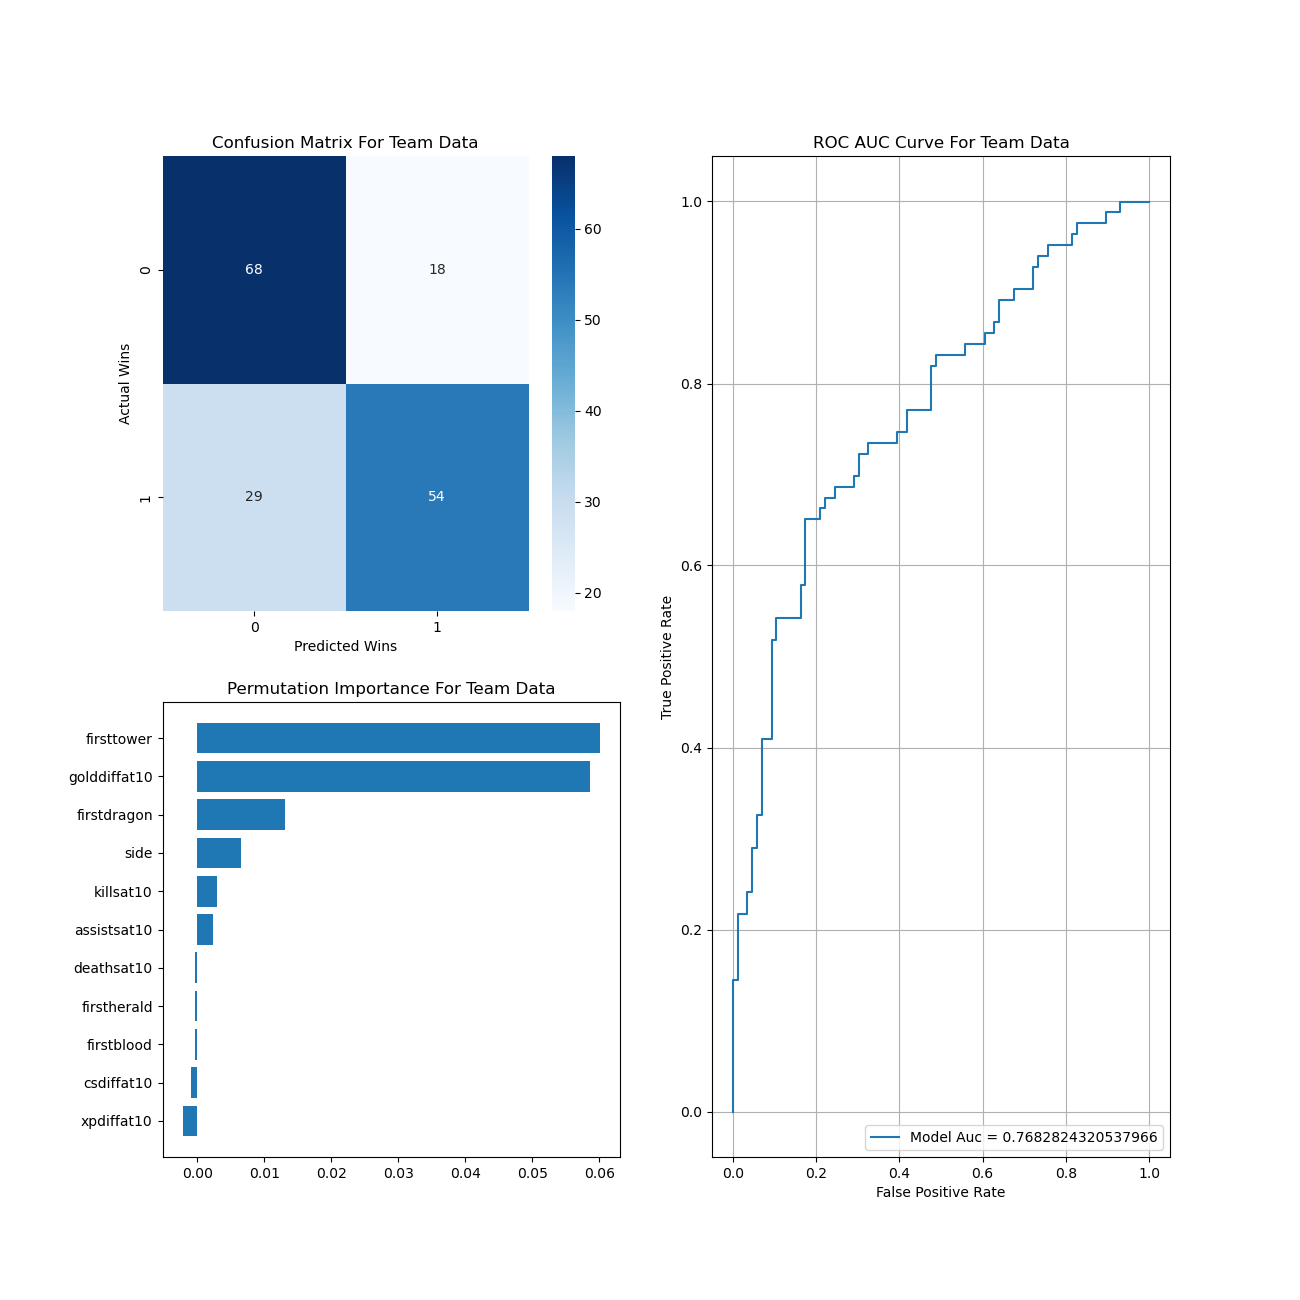 Confusion Matrix For Team Data
68 18
29 54
0
1
Actual Wins
0 1
Predicted Wins
60
50
40
30
20
Permutation Importance For Team Data
firsttower
golddiffat10
firstdragon
side
killsat10
assistsat10
deathsat10
firstherald
firstblood
csdiffat10
xpdiffat10
0.00 0.01 0.02 0.03 0.04 0.05 0.06
ROC AUC Curve For Team Data
1.0
0.8
0.6
0.4
0.2
0.0
True Positive Rate
Model Auc = 0.7682824320537966
0.0 0.2 0.4 0.6 0.8 1.0
False Positive Rate